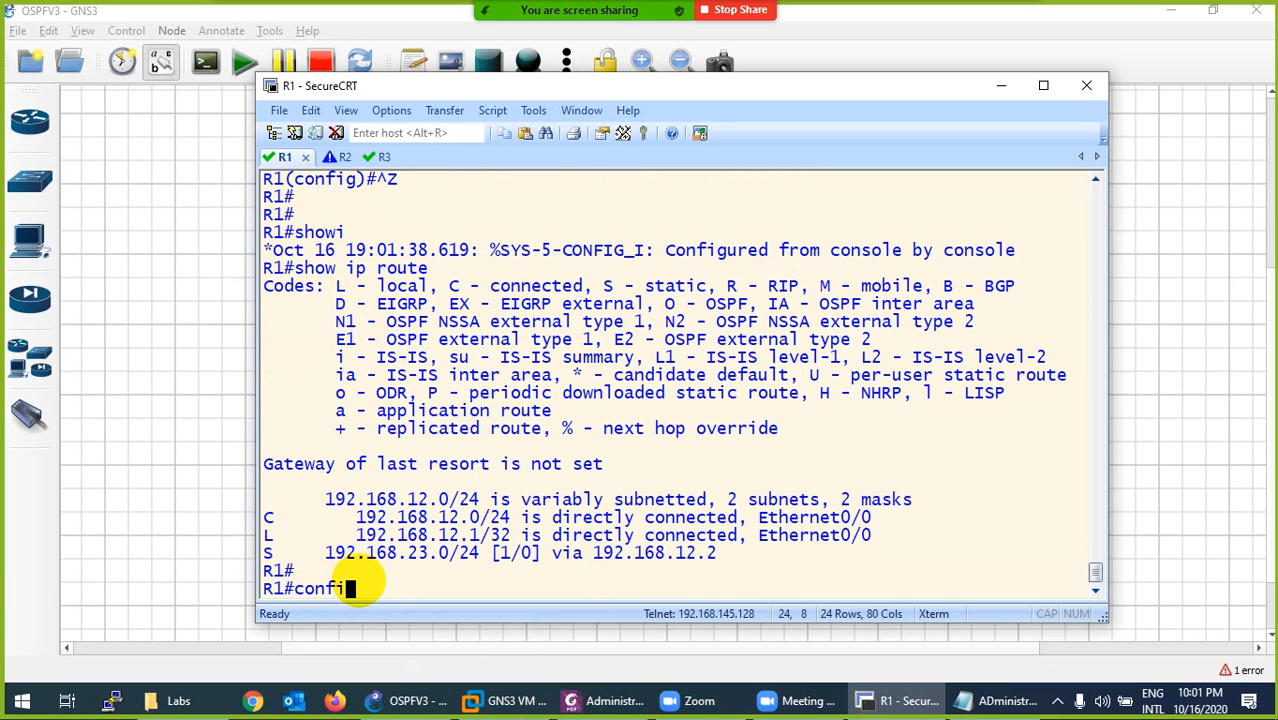 OSPFV3 - GNS3
You are screen sharing
Stop Share
File Edit View Control Node Annotate Tools Help
R1 - SecureCRT
File Edit View Options Transfer Script Tools Window Help
Enter host <Alt+R>
R1 R2 R3
R1(config)#^Z
R1#
R1#
R1#showi
*Oct 16 19:01:38.619: %SYS-5-CONFIG_I: Configured from console by console
R1#show ip route
Codes: L - local, C - connected, S - static, R - RIP, M - mobile, B - BGP
D - EIGRP, EX - EIGRP external, O - OSPF, IA - OSPF inter area
N1 - OSPF NSSA external type 1, N2 - OSPF NSSA external type 2
E1 - OSPF external type 1, E2 - OSPF external type 2
i - IS-IS, su - IS-IS summary, L1 - IS-IS level-1, L2 - IS-IS level-2
ia - IS-IS inter area, * - candidate default, U - per-user static route
o - ODR, P - periodic downloaded static route, H - NHRP, l - LISP
a - application route
+ - replicated route, % - next hop override
Gateway of last resort is not set
192.168.12.0/24 is variably subnetted, 2 subnets, 2 masks
C 192.168.12.0/24 is directly connected, Ethernet0/0
L 192.168.12.1/32 is directly connected, Ethernet0/0
S 192.168.23.0/24 [1/0] via 192.168.12.2
R1#
R1#confi
Ready Telnet: 192.168.145.128 24, 8 24 Rows, 80 Cols Xterm CAP NUM
1 error
Labs OSPFV3 - ... GNS3 VM ... Administr... Zoom Meeting ... R1 - Secur... ADministr... ENG 10:01 PM
INTL 10/16/2020